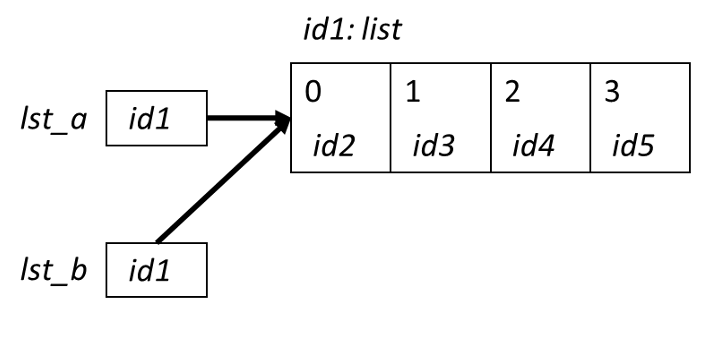 id1: list
lst_a id1
0 1 2 3
id2 id3 id4 id5
lst_b id1